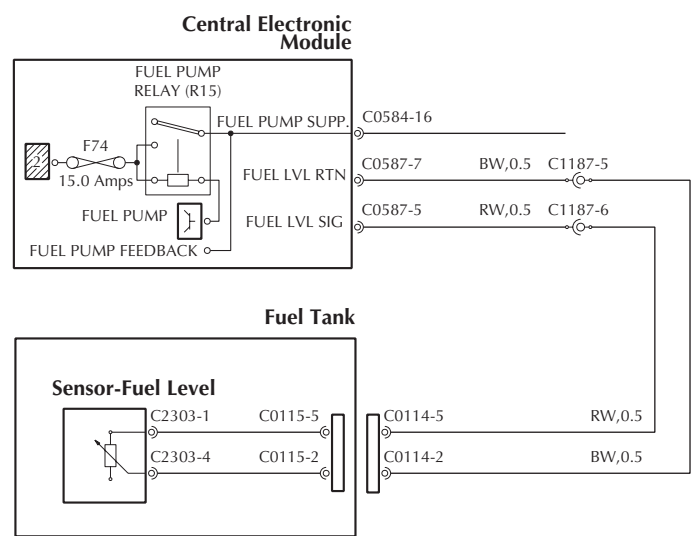 Central Electronic
Module
FUEL PUMP
RELAY (R15)
FUEL PUMP SUPP.
C0584-16
2
F74
15.0 Amps
FUEL LVL RTN
C0587-7
BW,0.5
C1187-5
FUEL PUMP
FUEL LVL SIG
C0587-5
RW,0.5
C1187-6
FUEL PUMP FEEDBACK
Fuel Tank
Sensor-Fuel Level
C2303-1
C0115-5
C0114-5
RW,0.5
C2303-4
C0115-2
C0114-2
BW,0.5